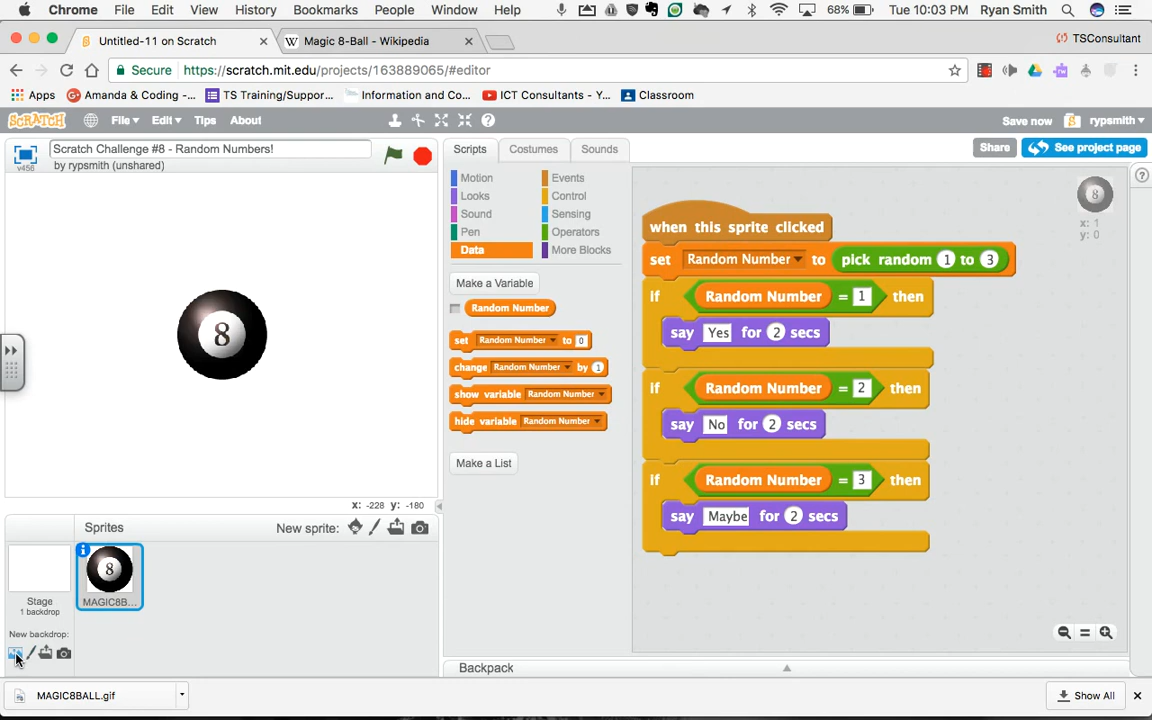 Chrome File Edit View History Bookmarks People Window Help 68% Tue 10:03 PM Ryan Smith
Untitled-11 on Scratch Magic 8-Ball - Wikipedia TSConsultant
Secure https://scratch.mit.edu/projects/163889065/#editor
Apps Amanda & Coding -... TS Training/Suppor... Information and Co... ICT Consultants - Y... Classroom
SCRATCH File Edit Tips About Save now rypsmith
v456 Scratch Challenge #8 - Random Numbers!
by rypsmith (unshared)
Scripts Costumes Sounds Share See project page
Motion Events
Looks Control
Sound Sensing
Pen Operators
Data More Blocks
Make a Variable
Random Number
set Random Number to 0
change Random Number by 1
show variable Random Number
hide variable Random Number
Make a List
8
when this sprite clicked
set Random Number to pick random 1 to 3
if Random Number = 1 then
say Yes for 2 secs
if Random Number = 2 then
say No for 2 secs
if Random Number = 3 then
say Maybe for 2 secs
8
x: 1
y: 0
?
x: -228 y: -180
Sprites New sprite:
8
MAGIC8B...
Stage
1 backdrop
New backdrop:
Backpack
MAGIC8BALL.gif Show All